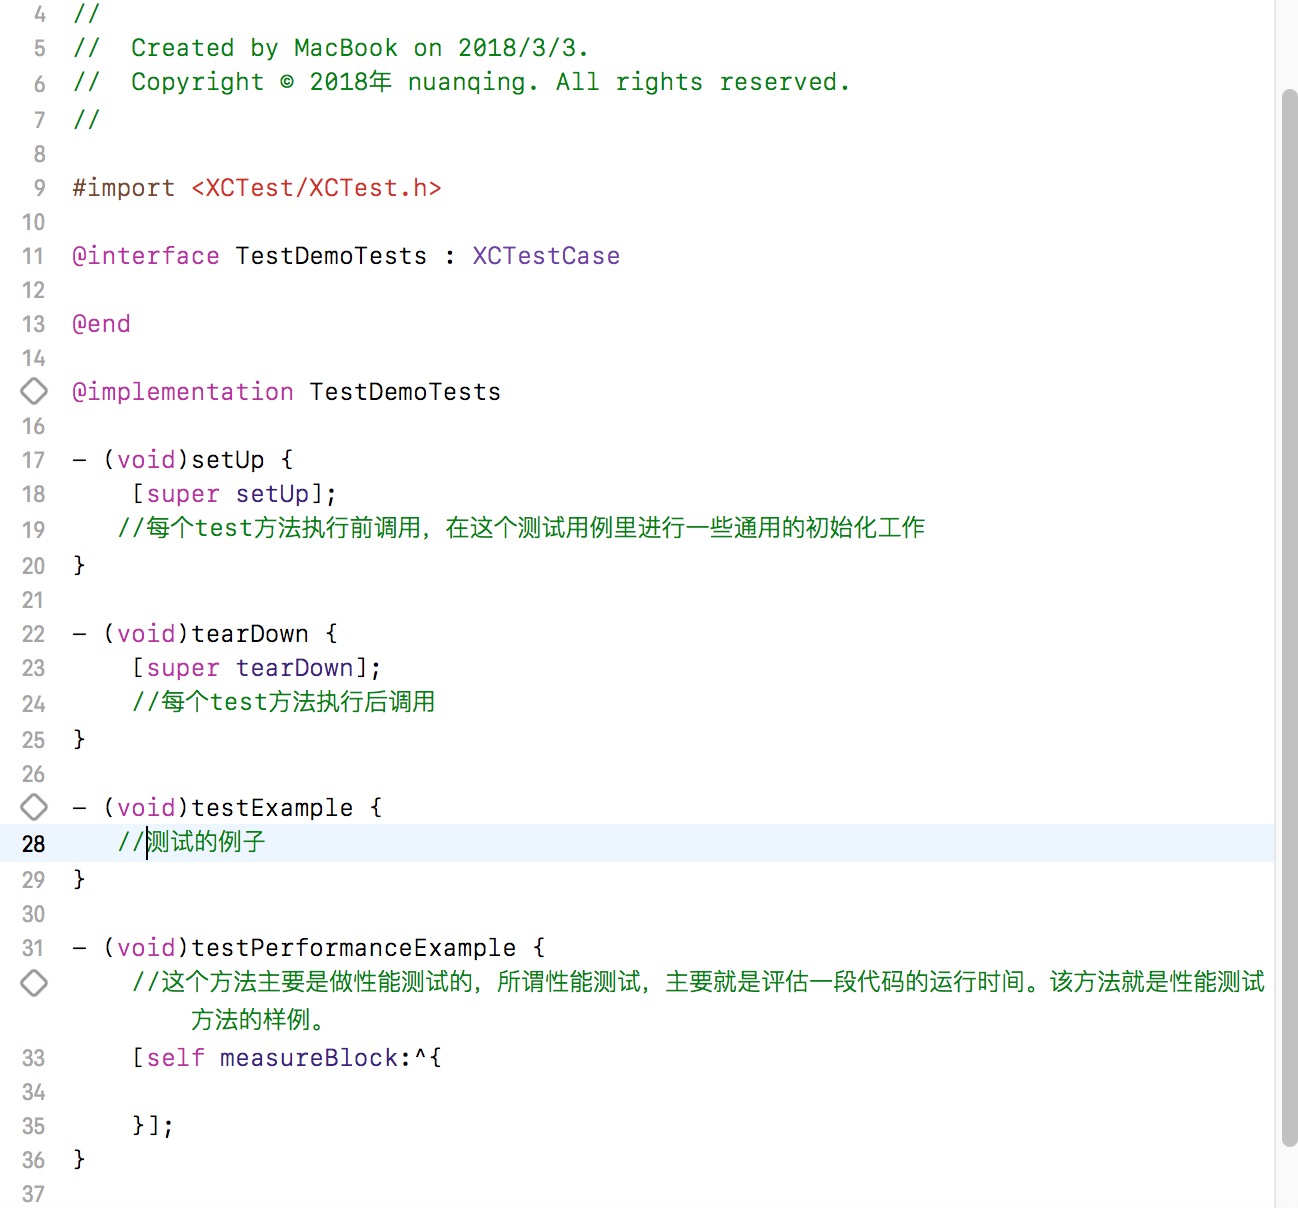 4 //
5 //  Created by MacBook on 2018/3/3.
6 //  Copyright © 2018年 nuanqing. All rights reserved.
7 //
8
9 #import <XCTest/XCTest.h>
10
11 @interface TestDemoTests : XCTestCase
12
13 @end
14
@implementation TestDemoTests
16
17 - (void)setUp {
18     [super setUp];
19    //每个test方法执行前调用，在这个测试用例里进行一些通用的初始化工作
20 }
21
22 - (void)tearDown {
23     [super tearDown];
24     //每个test方法执行后调用
25 }
26
- (void)testExample {
28    //测试的例子
29 }
30
31 - (void)testPerformanceExample {
    //这个方法主要是做性能测试的，所谓性能测试，主要就是评估一段代码的运行时间。该方法就是性能测试
        方法的样例。
33     [self measureBlock:^{
34
35     }];
36 }
37